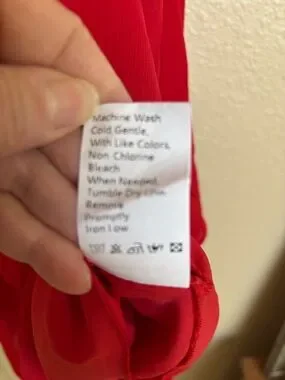 Machine Wash
Cold Gentle,
With Like Colors,
Non-Chlorine
Bleach
When Needed,
Tumble Dry Low
Remove
Promptly
Iron Low